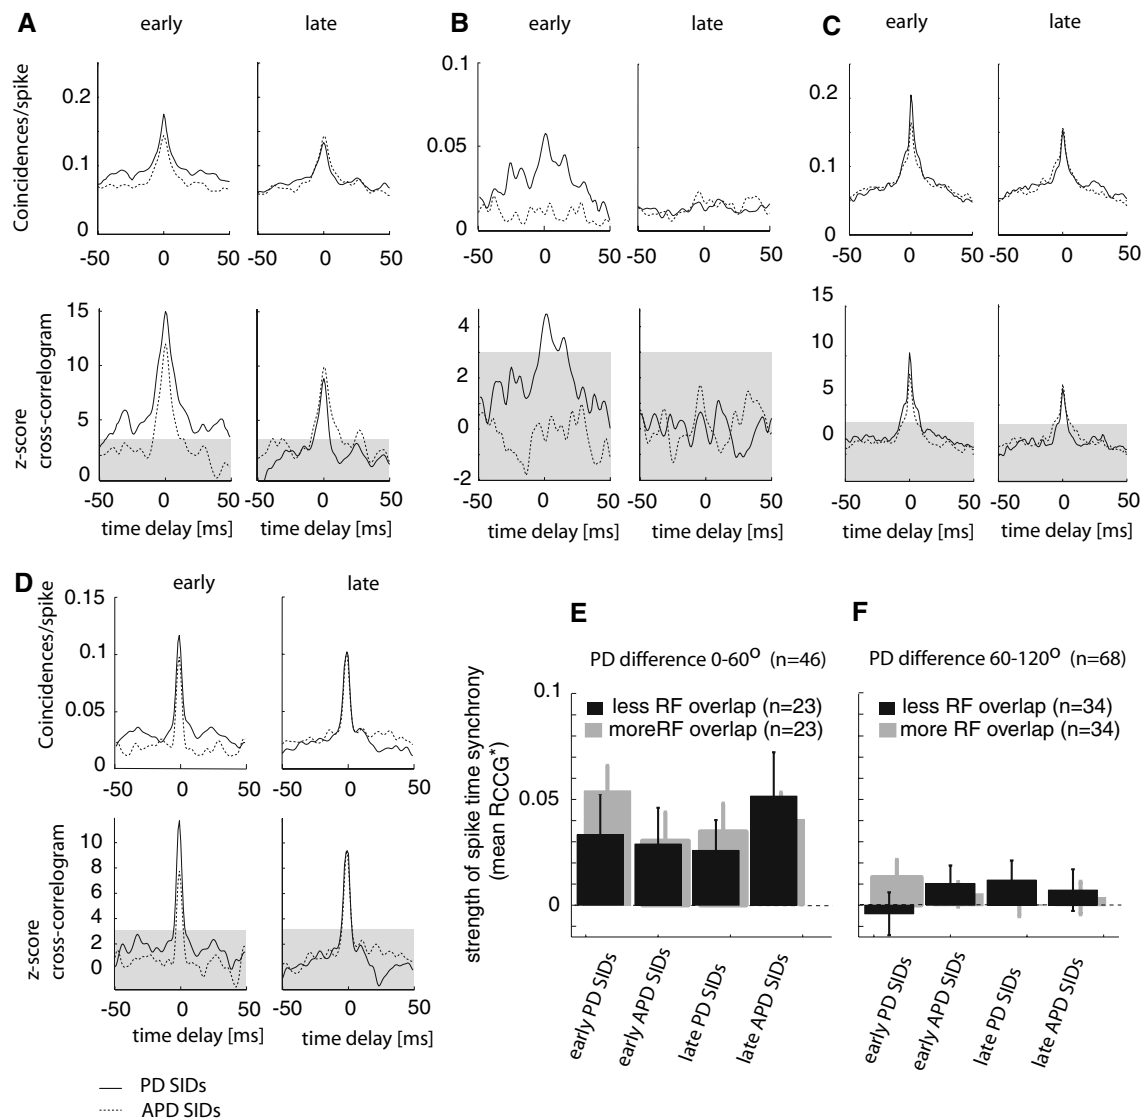 A early late
B early late
C early late
Coincidences/spike
0.2
0.1
0
-50 0 50 -50 0 50
0.1
0.05
0
-50 0 50 -50 0 50
0.2
0.1
0
-50 0 50 -50 0 50
z-score
cross-correlogram
15
10
5
0
-50 0 50 -50 0 50
time delay [ms] time delay [ms]
4
2
0
-2
-50 0 50 -50 0 50
time delay [ms] time delay [ms]
15
10
5
0
-50 0 50 -50 0 50
time delay [ms] time delay [ms]
D early late
Coincidences/spike
0.15
0.1
0.05
0
-50 0 50 -50 0 50
z-score
cross-correlogram
10
8
6
4
2
0
-50 0 50 -50 0 50
time delay [ms] time delay [ms]
PD SIDs
APD SIDs
E
PD difference 0-60° (n=46)
less RF overlap (n=23)
moreRF overlap (n=23)
strength of spike time synchrony
(mean RCCG*)
0.1
0.05
0
early PD SIDs
early APD SIDs
late PD SIDs
late APD SIDs
F
PD difference 60-120° (n=68)
less RF overlap (n=34)
more RF overlap (n=34)
early PD SIDs
early APD SIDs
late PD SIDs
late APD SIDs